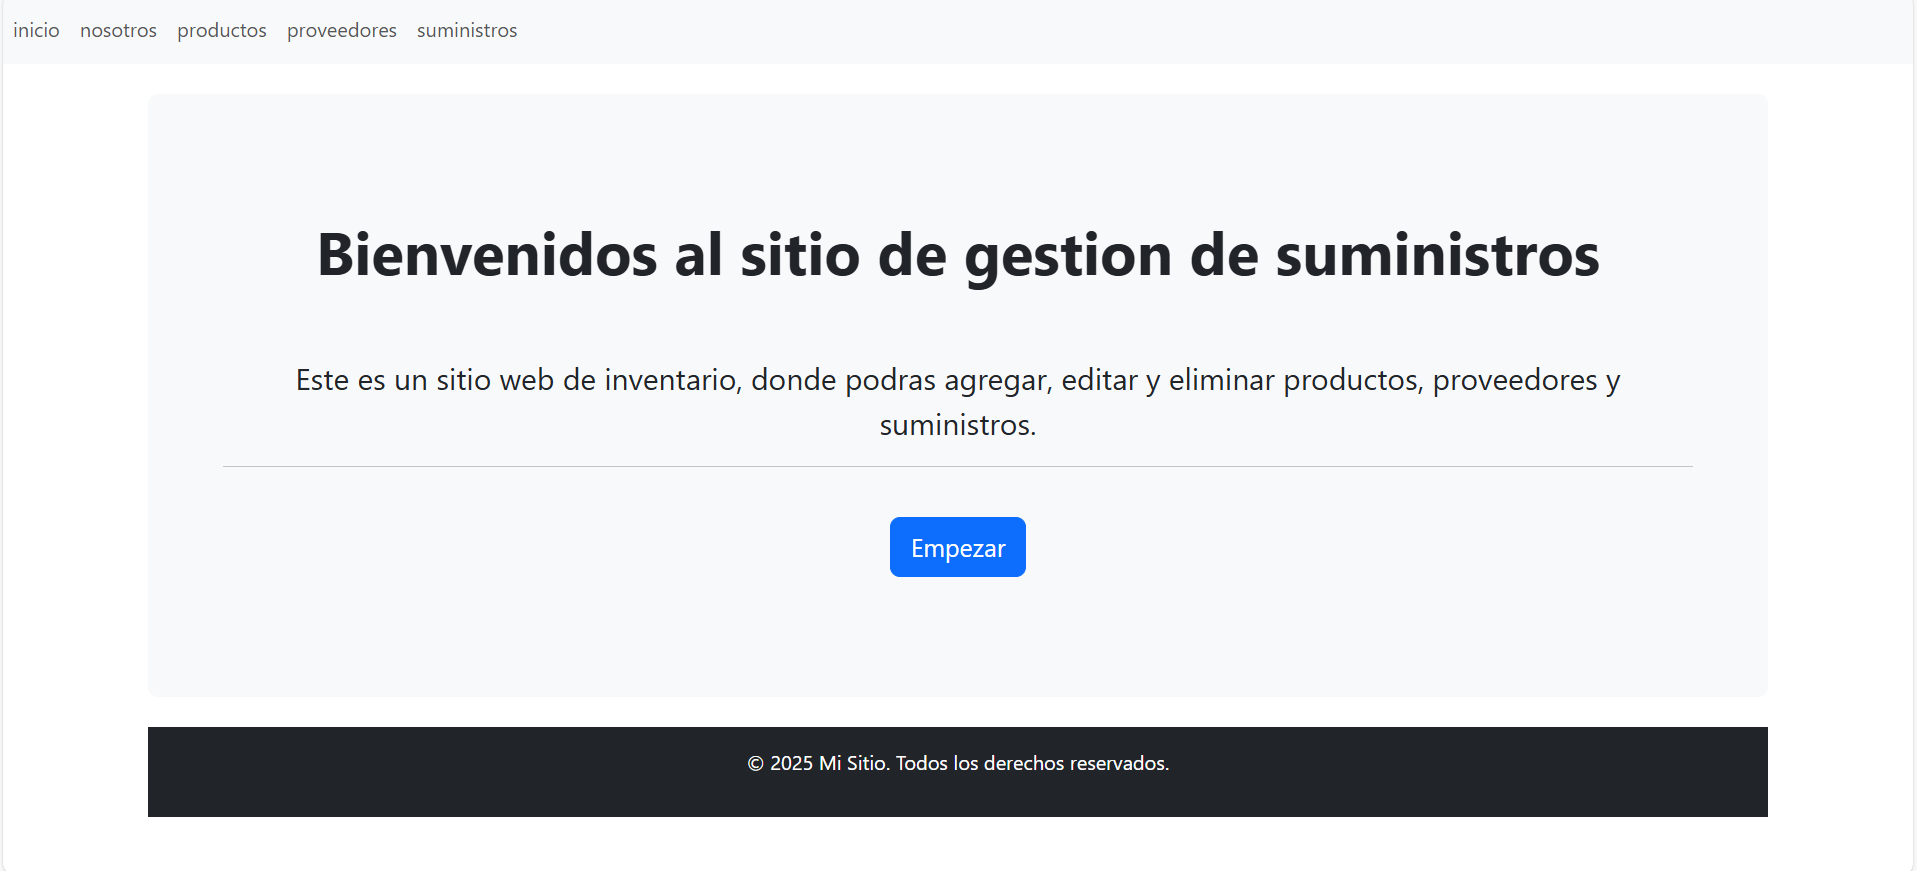 inicio nosotros productos proveedores suministros
Bienvenidos al sitio de gestion de suministros
Este es un sitio web de inventario, donde podras agregar, editar y eliminar productos, proveedores y
suministros.
Empezar
© 2025 Mi Sitio. Todos los derechos reservados.